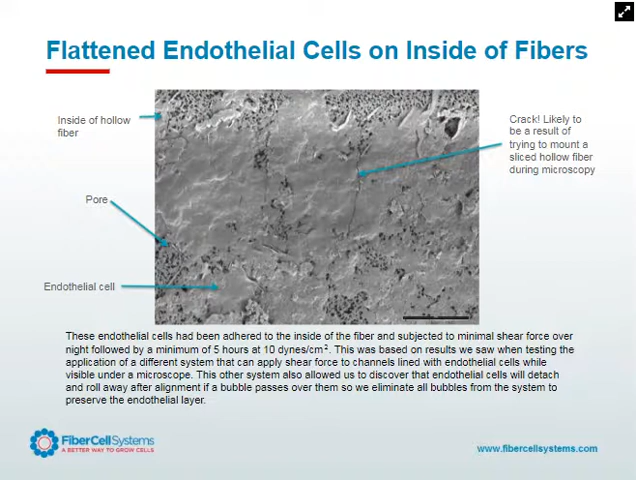 Flattened Endothelial Cells on Inside of Fibers
Inside of hollow
fiber
Crack! Likely to
be a result of
trying to mount a
sliced hollow fiber
during microscopy
Pore
Endothelial cell
These endothelial cells had been adhered to the inside of the fiber and subjected to minimal shear force over
night followed by a minimum of 5 hours at 10 dynes/cm². This was based on results we saw when testing the
application of a different system that can apply shear force to channels lined with endothelial cells while
visible under a microscope. This other system also allowed us to discover that endothelial cells will detach
and roll away after alignment if a bubble passes over them so we eliminate all bubbles from the system to
preserve the endothelial layer.
FiberCellSystems
A BETTER WAY TO GROW CELLS
www.fibercellsystems.com